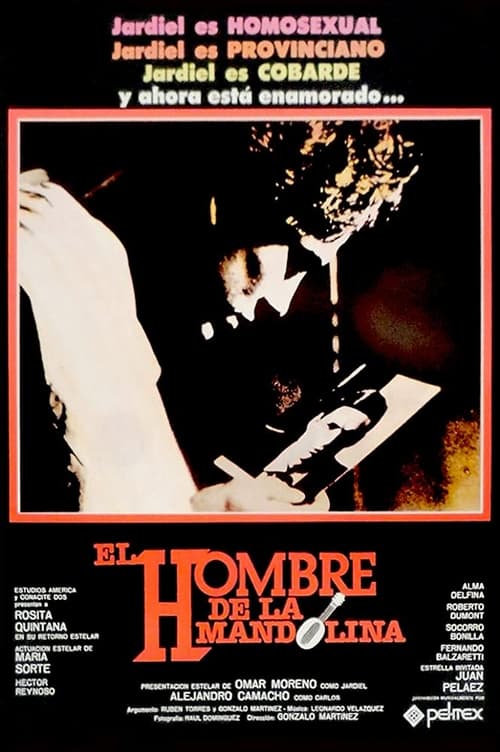 Jardiel es HOMOSEXUAL
Jardiel es PROVINCIANO
Jardiel es COBARDE
y ahora está enamorado...
EL HOMBRE
DE LA
MANDOLINA
ESTUDIOS AMERICA
y CONACITE DOS
presentan a
ROSITA
QUINTANA
EN SU RETORNO ESTELAR
ACTUACION ESTELAR DE
MARIA
SORTE
HECTOR
REYNOSO
ALMA
DELFINA
ROBERTO
DUMONT
SOCORRO
BONILLA
FERNANDO
BALZARETTI
ESTRELLA INVITADA
JUAN
PELAEZ
DISTRIBUCION MUNDIALMENTE POR
pelmex
PRESENTACION ESTELAR DE OMAR MORENO COMO JARDIEL
ALEJANDRO CAMACHO COMO CARLOS
Argumento: RUBEN TORRES y GONZALO MARTINEZ - Música: LEONARDO VELAZQUEZ
Fotografía: RAUL DOMINGUEZ Dirección: GONZALO MARTINEZ